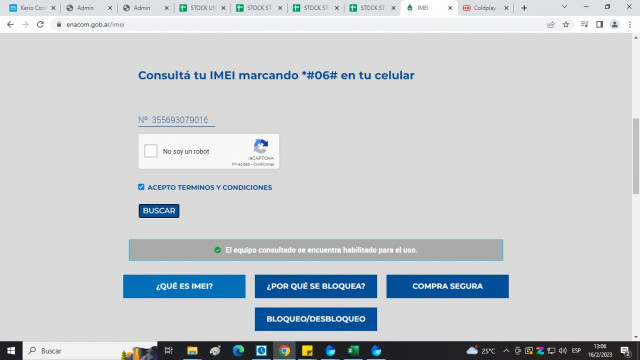 Kerio Con
Admin
Admin
STOCK UN
STOCK ST
STOCK ST
STOCK ST
IMEI
Coldplay
enacom.gob.ar/imei
Consultá tu IMEI marcando *#06# en tu celular
Nº 355693079016
No soy un robot
reCAPTCHA
Privacidad - Condiciones
ACEPTO TERMINOS Y CONDICIONES
BUSCAR
El equipo consultado se encuentra habilitado para el uso.
¿QUÉ ES IMEI?
¿POR QUÉ SE BLOQUEA?
COMPRA SEGURA
BLOQUEO/DESBLOQUEO
Buscar
25°C
ESP
13:06
16/2/2023